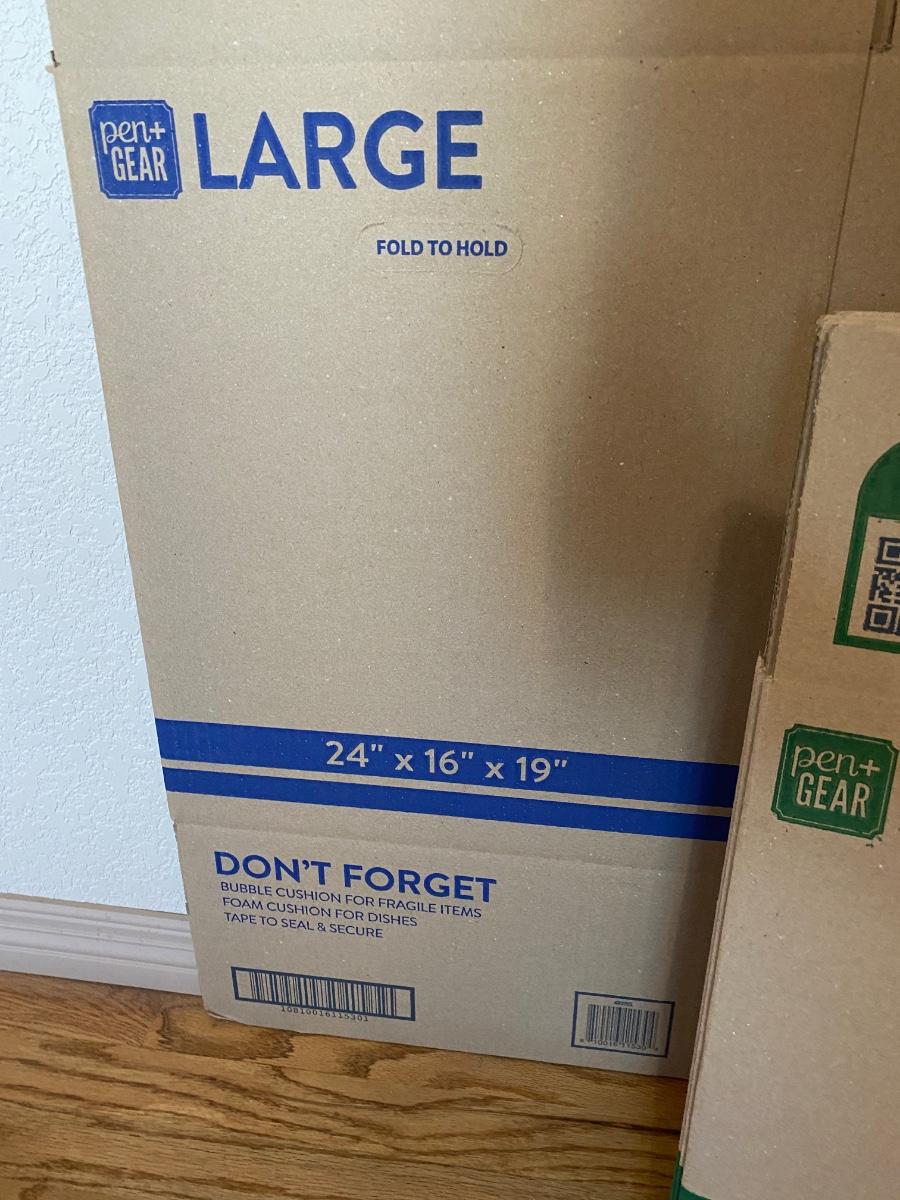 pen+
GEAR
LARGE
FOLD TO HOLD
24" x 16" x 19"
DON'T FORGET
BUBBLE CUSHION FOR FRAGILE ITEMS
FOAM CUSHION FOR DISHES
TAPE TO SEAL & SECURE
10810016115301
pen+
GEAR